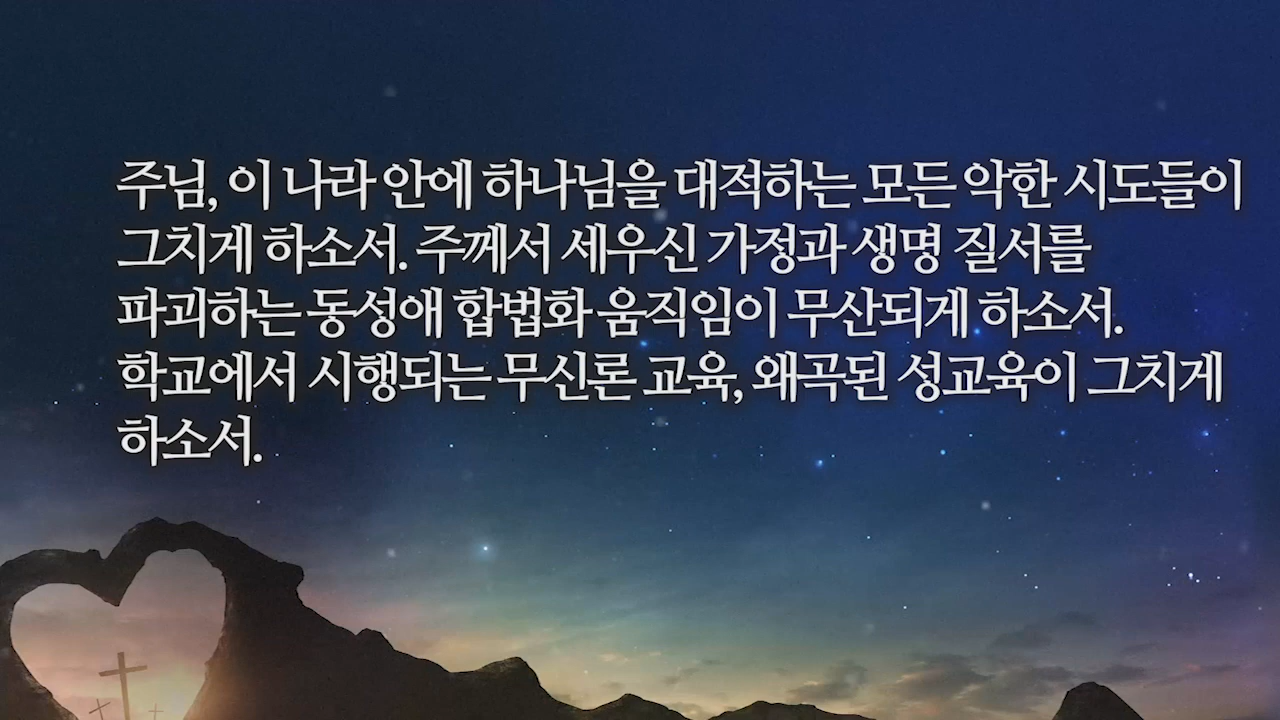 주님, 이 나라 안에 하나님을 대적하는 모든 악한 시도들이
그치게 하소서. 주께서 세우신 가정과 생명 질서를
파괴하는 동성애 합법화 움직임이 무산되게 하소서.
학교에서 시행되는 무신론 교육, 왜곡된 성교육이 그치게
하소서.